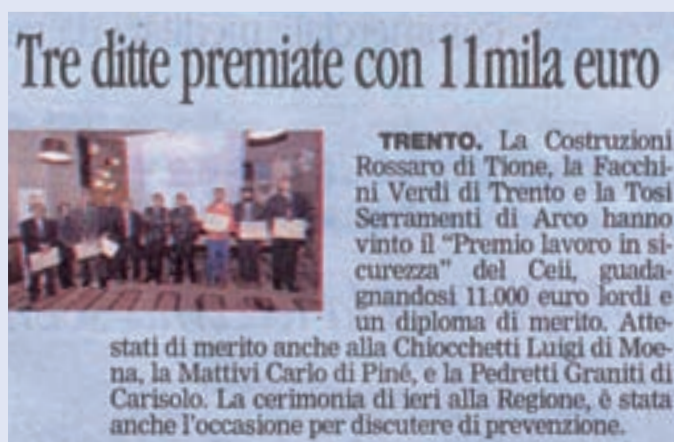 Tre ditte premiate con 11mila euro
TRENTO. La Costruzioni
Rossaro di Tione, la Facchi-
ni Verdi di Trento e la Tosi
Serramenti di Arco hanno
vinto il “Premio lavoro in si-
curezza” del Ceii, guada-
gnandosi 11.000 euro lordi e
un diploma di merito. Atte-
stati di merito anche alla Chiocchetti Luigi di Moe-
na, la Mattivi Carlo di Piné, e la Pedretti Graniti di
Carisolo. La cerimonia di ieri alla Regione, è stata
anche l'occasione per discutere di prevenzione.